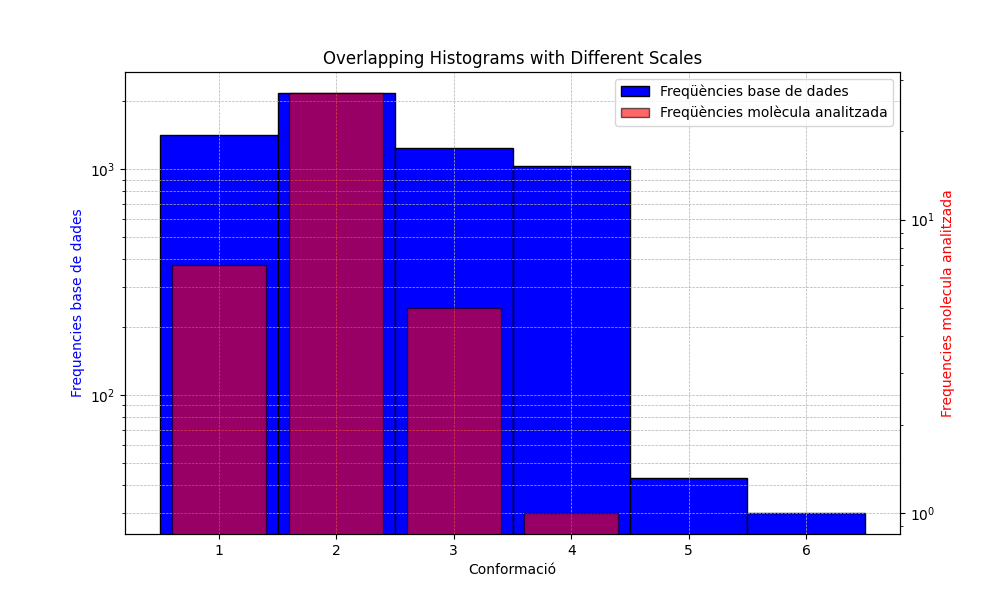 Overlapping Histograms with Different Scales
Freqüències base de dades
Freqüències molècula analitzada
Frequencies base de dades
10³
10²
10¹
10⁰
Frequencies molecula analitzada
1 2 3 4 5 6
Conformació